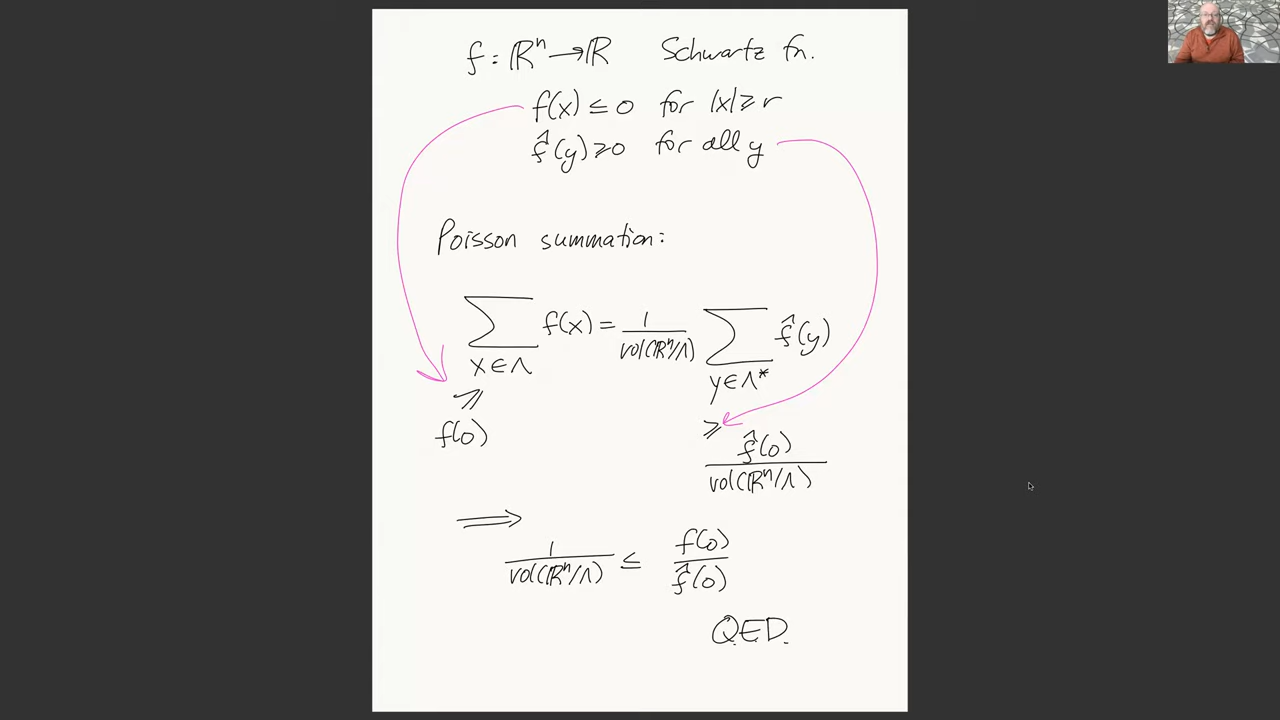 f : ℝⁿ → ℝ Schwartz fn.
f(x) ≤ 0 for |x| ≥ r
f̂(y) ≥ 0 for all y
Poisson summation:
∑_{x∈Λ} f(x) = 1/vol(ℝⁿ/Λ) ∑_{y∈Λ*} f̂(y)
≤ ≥
f(0) f̂(0)/vol(ℝⁿ/Λ)
⟹
1/vol(ℝⁿ/Λ) ≤ f(0)/f̂(0)
Q.E.D.